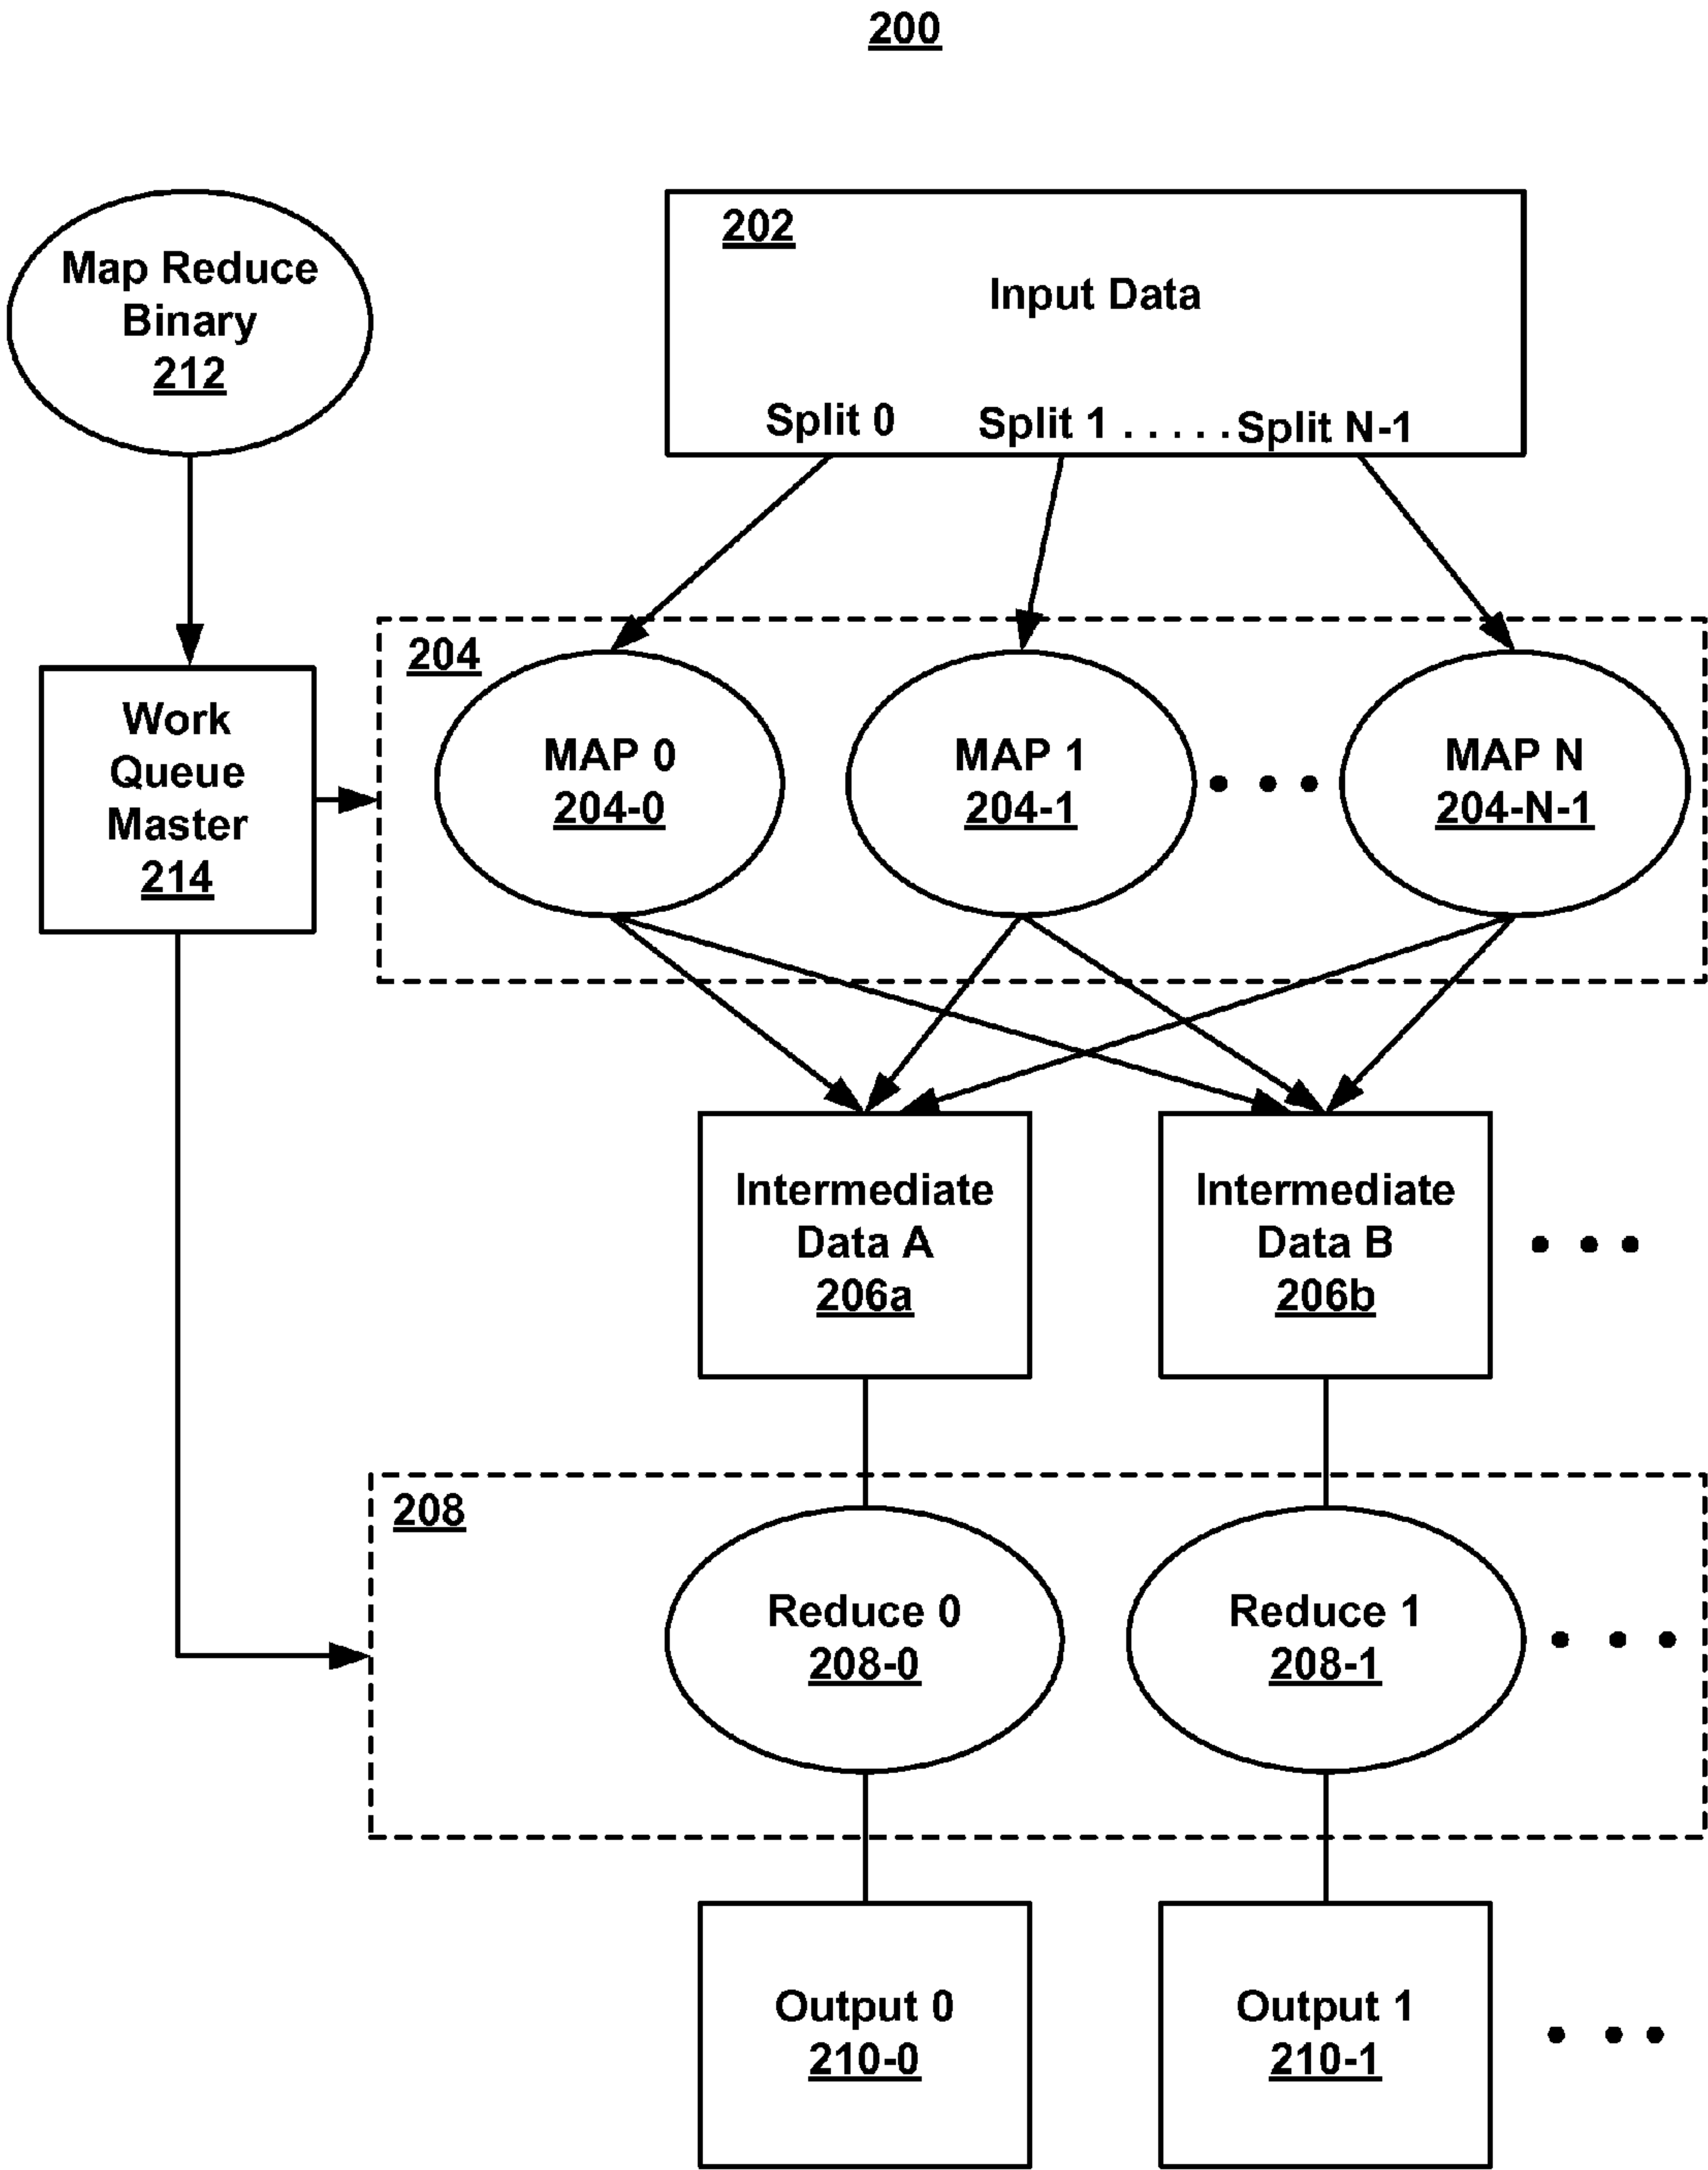 200
Map Reduce
Binary
212
202
Input Data
Split 0 Split 1 . . . . . Split N-1
Work
Queue
Master
214
204
MAP 0
204-0
MAP 1
204-1
MAP N
204-N-1
Intermediate
Data A
206a
Intermediate
Data B
206b
208
Reduce 0
208-0
Reduce 1
208-1
Output 0
210-0
Output 1
210-1